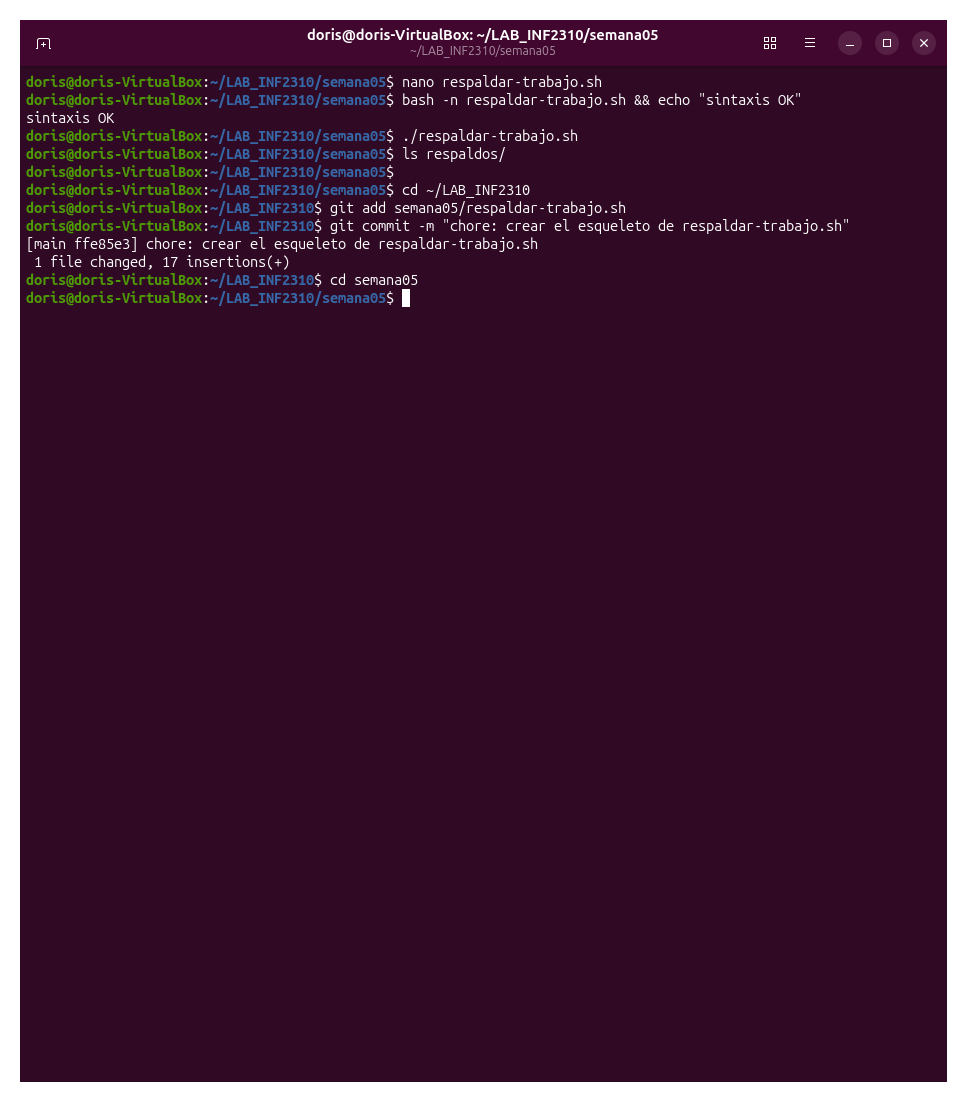 doris@doris-VirtualBox: ~/LAB_INF2310/semana05
~/LAB_INF2310/semana05
doris@doris-VirtualBox:~/LAB_INF2310/semana05$ nano respaldar-trabajo.sh
doris@doris-VirtualBox:~/LAB_INF2310/semana05$ bash -n respaldar-trabajo.sh && echo "sintaxis OK"
sintaxis OK
doris@doris-VirtualBox:~/LAB_INF2310/semana05$ ./respaldar-trabajo.sh
doris@doris-VirtualBox:~/LAB_INF2310/semana05$ ls respaldos/
doris@doris-VirtualBox:~/LAB_INF2310/semana05$
doris@doris-VirtualBox:~/LAB_INF2310/semana05$ cd ~/LAB_INF2310
doris@doris-VirtualBox:~/LAB_INF2310$ git add semana05/respaldar-trabajo.sh
doris@doris-VirtualBox:~/LAB_INF2310$ git commit -m "chore: crear el esqueleto de respaldar-trabajo.sh"
[main ffe85e3] chore: crear el esqueleto de respaldar-trabajo.sh
 1 file changed, 17 insertions(+)
doris@doris-VirtualBox:~/LAB_INF2310$ cd semana05
doris@doris-VirtualBox:~/LAB_INF2310/semana05$